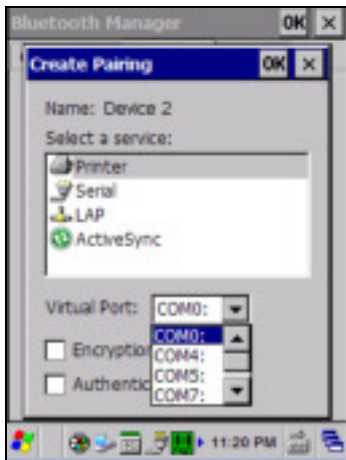 Bluetooth Manager OK
Create Pairing OK
Name: Device 2
Select a service:
Printer
Serial
LAP
ActiveSync
Virtual Port: COM0:
COM0:
COM4:
Encryption
COM5:
Authentic
COM7:
11:20 PM